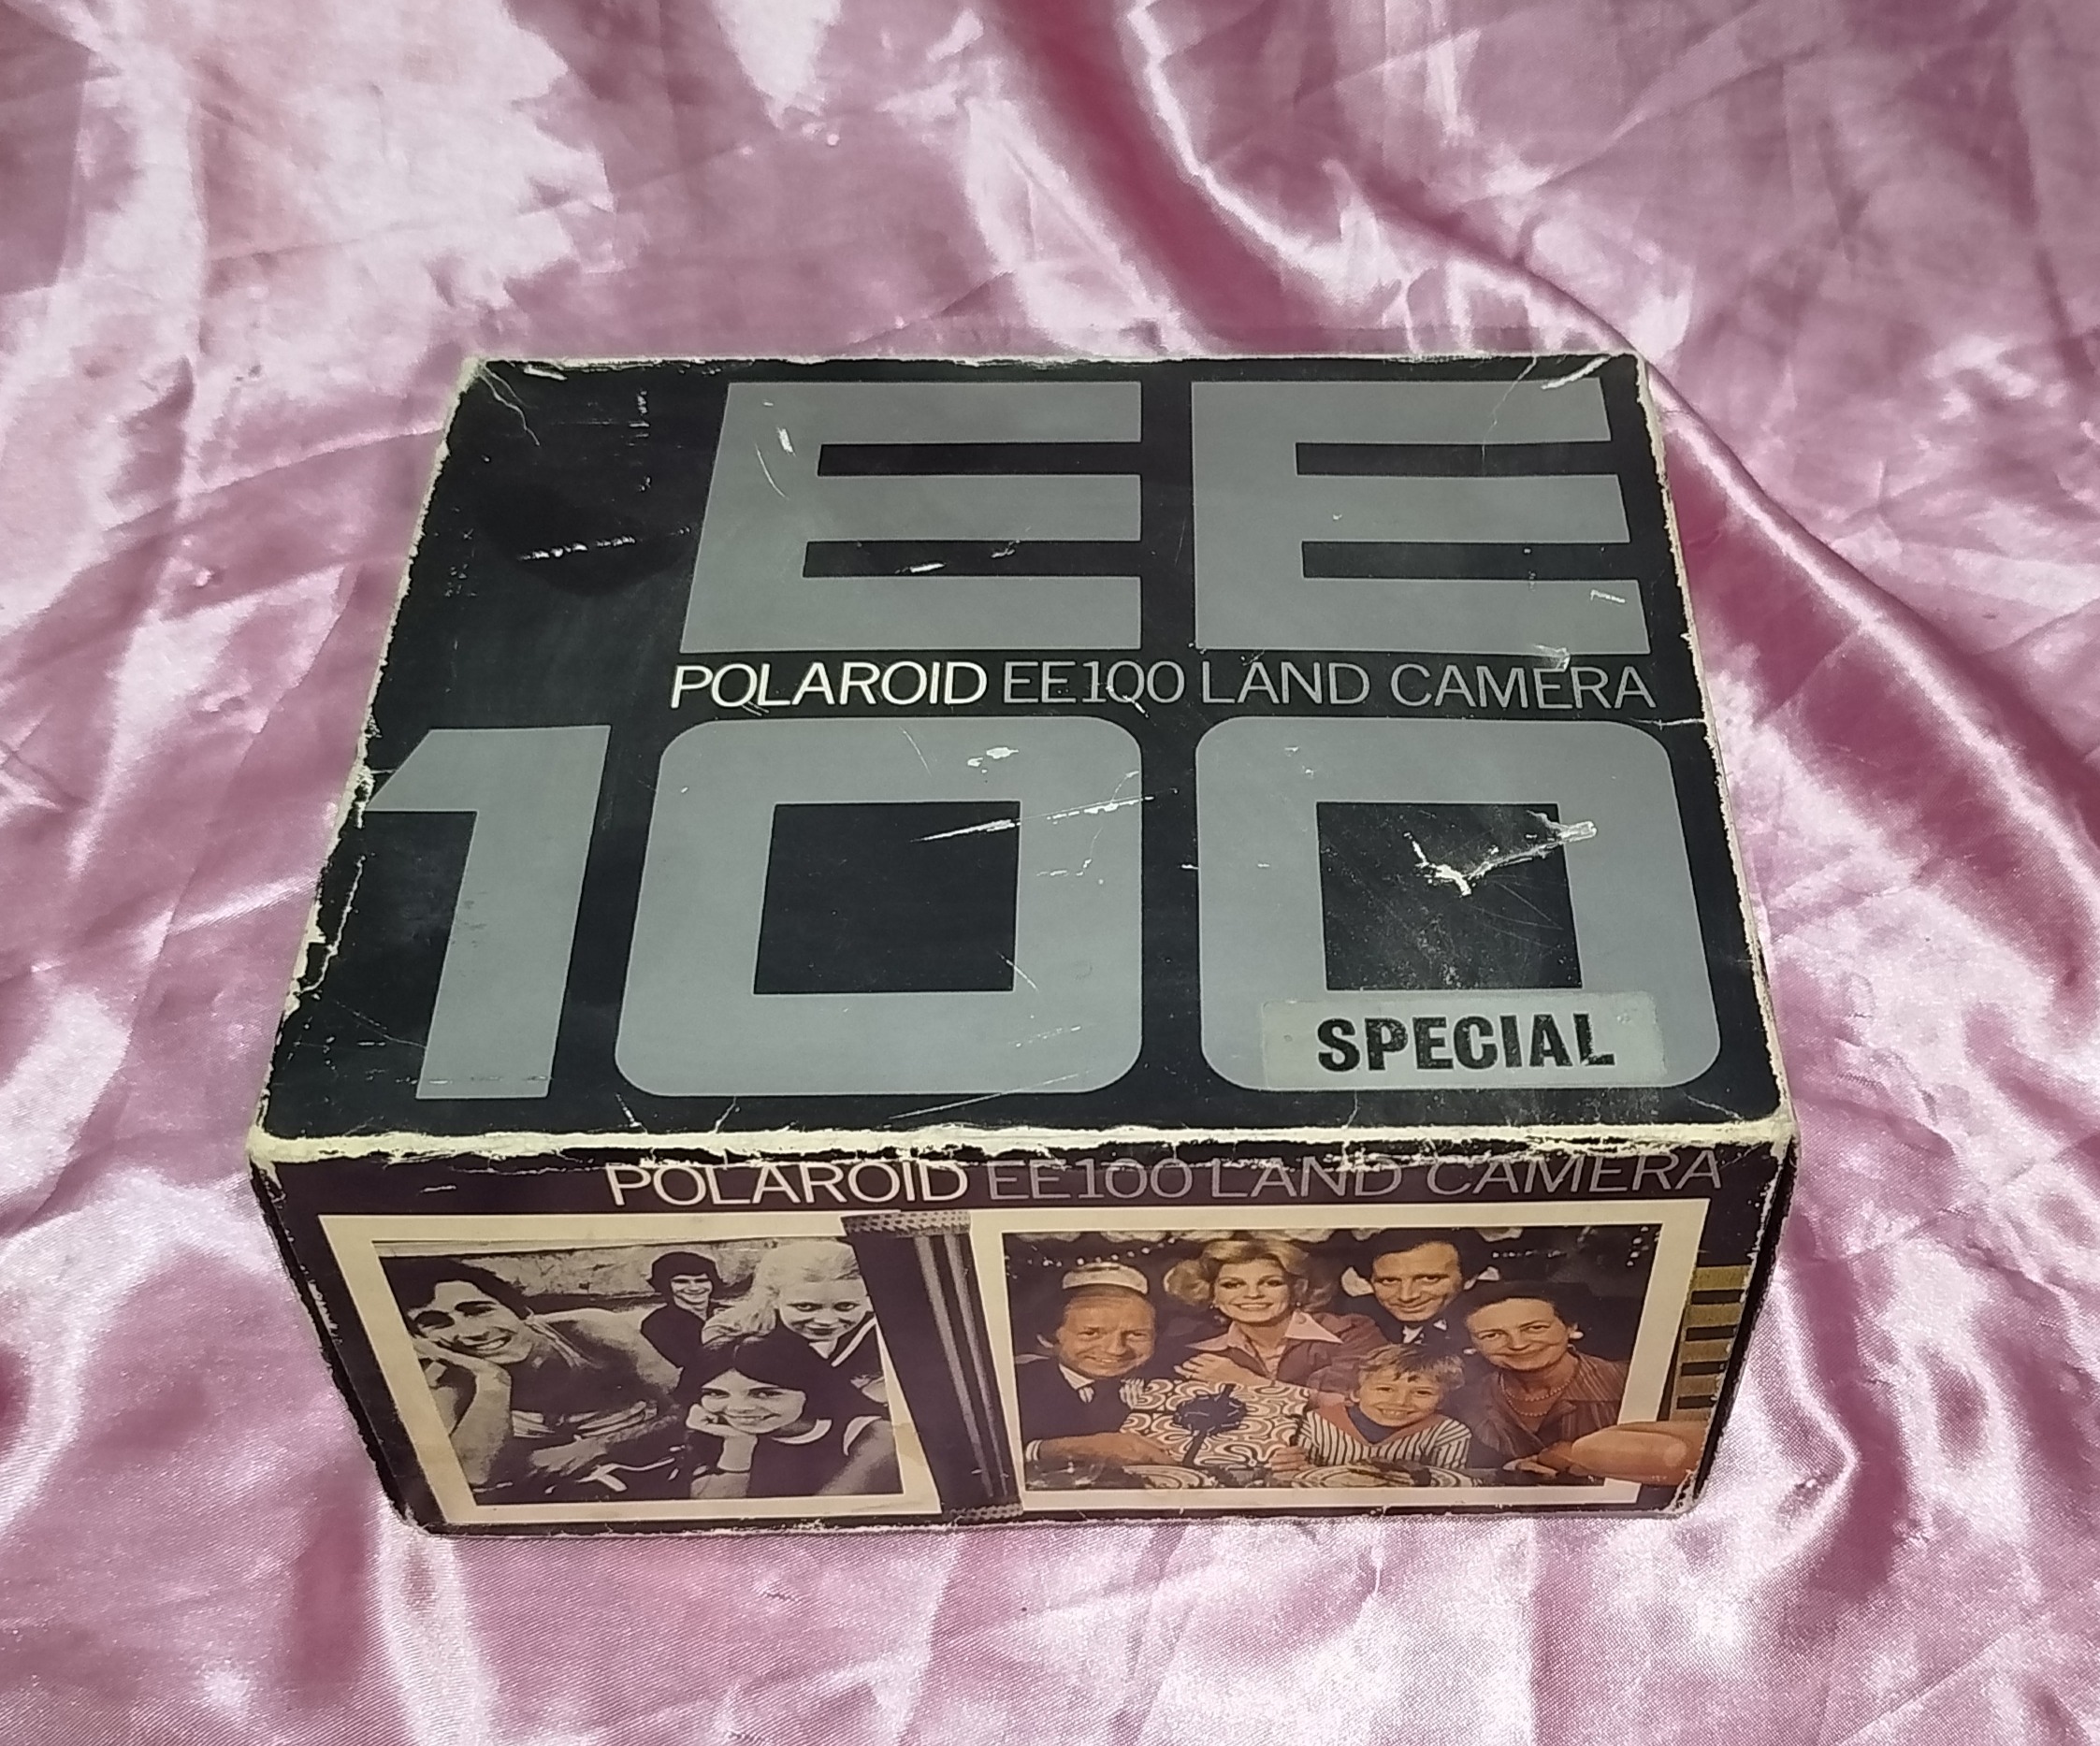 EE
POLAROID EE100 LAND CAMERA
100
SPECIAL
POLAROID EE100 LAND CAMERA